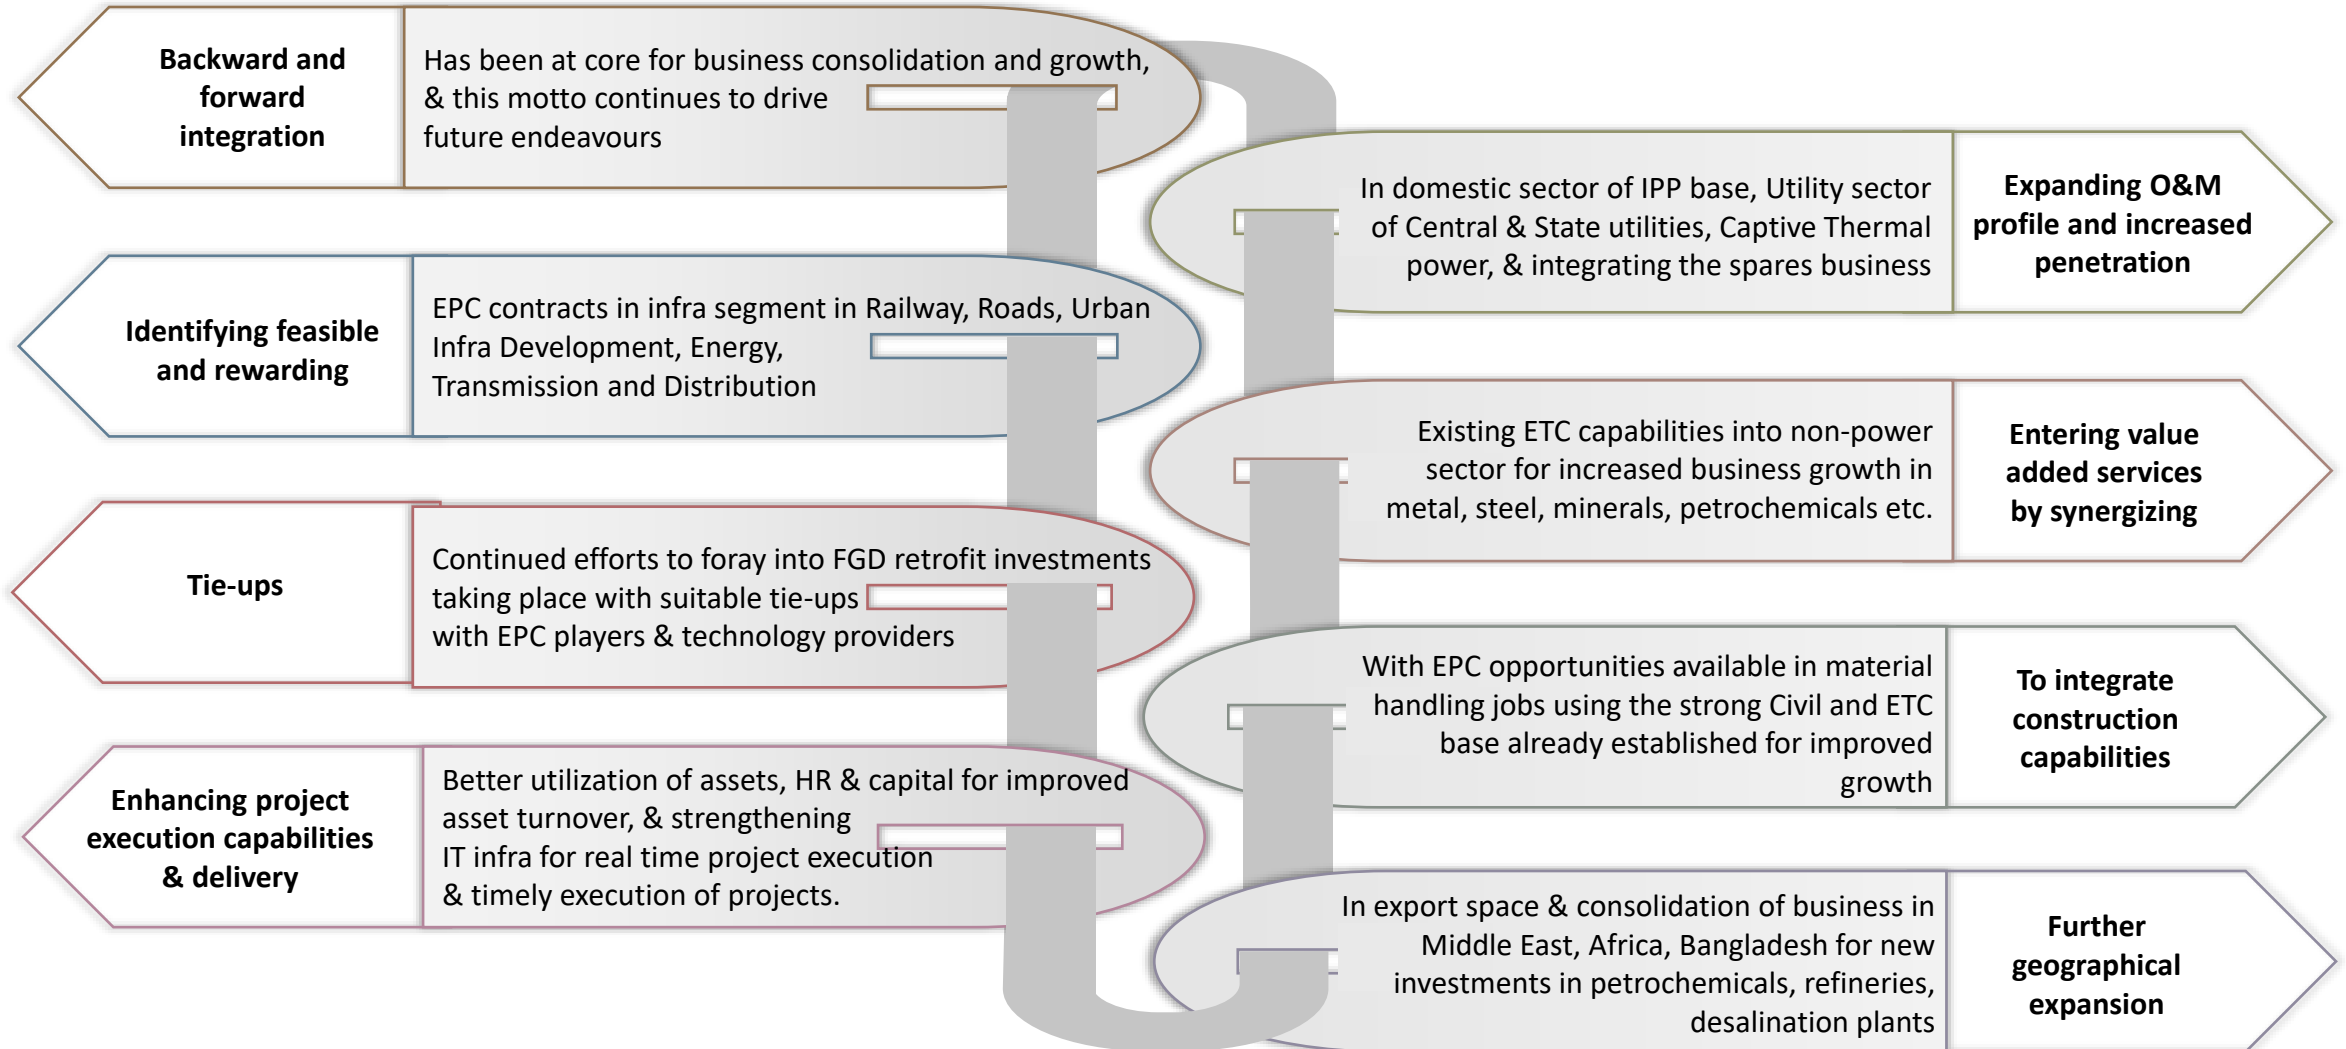 Backward and
forward
integration
Has been at core for business consolidation and growth,
& this motto continues to drive
future endeavours
In domestic sector of IPP base, Utility sector
of Central & State utilities, Captive Thermal
power, & integrating the spares business
Expanding O&M
profile and increased
penetration
Identifying feasible
and rewarding
EPC contracts in infra segment in Railway, Roads, Urban
Infra Development, Energy,
Transmission and Distribution
Existing ETC capabilities into non-power
sector for increased business growth in
metal, steel, minerals, petrochemicals etc.
Entering value
added services
by synergizing
Tie-ups
Continued efforts to foray into FGD retrofit investments
taking place with suitable tie-ups
with EPC players & technology providers
With EPC opportunities available in material
handling jobs using the strong Civil and ETC
base already established for improved
growth
To integrate
construction
capabilities
Enhancing project
execution capabilities
& delivery
Better utilization of assets, HR & capital for improved
asset turnover, & strengthening
IT infra for real time project execution
& timely execution of projects.
In export space & consolidation of business in
Middle East, Africa, Bangladesh for new
investments in petrochemicals, refineries,
desalination plants
Further
geographical
expansion